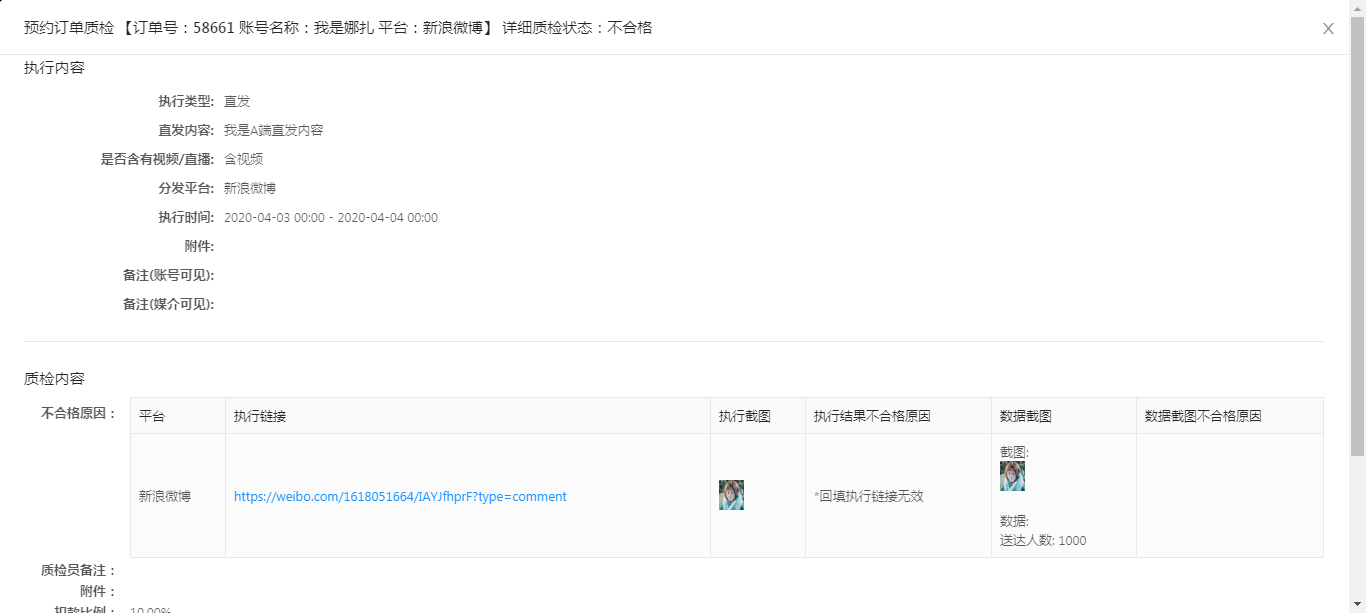 预约订单质检 【订单号：58661 账号名称：我是娜扎 平台：新浪微博】 详细质检状态：不合格
执行内容
执行类型: 直发
直发内容: 我是A端直发内容
是否含有视频/直播: 含视频
分发平台: 新浪微博
执行时间: 2020-04-03 00:00 - 2020-04-04 00:00
附件:
备注(账号可见):
备注(媒介可见):
质检内容
不合格原因：
平台 执行链接 执行截图 执行结果不合格原因 数据截图 数据截图不合格原因
新浪微博 https://weibo.com/1618051664/IAYJfhprF?type=comment *回填执行链接无效
截图:
数据:
送达人数: 1000
质检员备注：
附件：
扣款比例： 10.00%